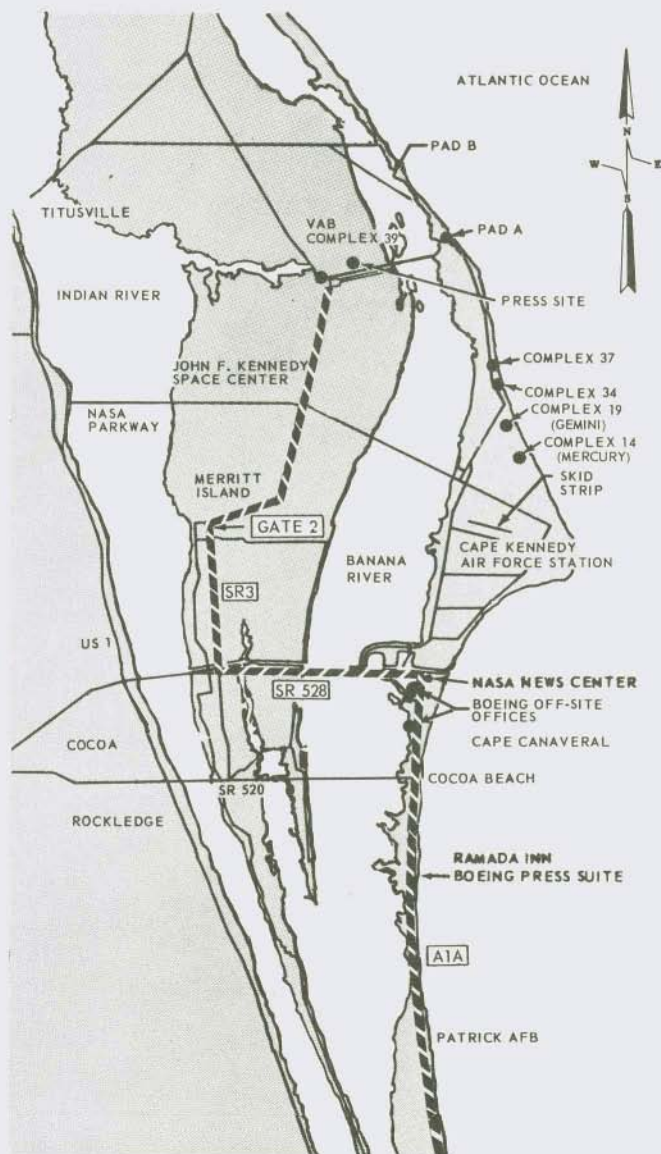 ATLANTIC OCEAN
N
W
E
S
PAD B
TITUSVILLE
VAB
COMPLEX 39
PAD A
INDIAN RIVER
PRESS SITE
JOHN F. KENNEDY
SPACE CENTER
COMPLEX 37
COMPLEX 34
NASA
PARKWAY
COMPLEX 19
(GEMINI)
COMPLEX 14
(MERCURY)
MERRITT
ISLAND
SKID
STRIP
GATE 2
CAPE KENNEDY
AIR FORCE STATION
BANANA
RIVER
SR3
US 1
NASA NEWS CENTER
SR 528
BOEING OFF-SITE
OFFICES
COCOA
CAPE CANAVERAL
COCOA BEACH
SR 520
ROCKLEDGE
RAMADA INN
BOEING PRESS SUITE
A1A
PATRICK AFB